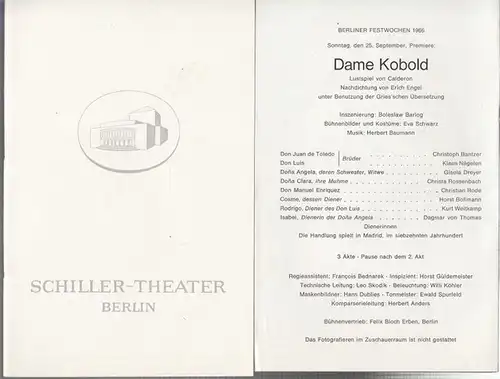 SCHILLER-THEATER
BERLIN
BERLINER FESTWOCHEN 1966
Sonntag, den 25. September, Premiere:
Dame Kobold
Lustspiel von Calderon
Nachdichtung von Erich Engel
unter Benutzung der Gries'schen Übersetzung
Inszenierung: Boleslaw Barlog
Bühnenbilder und Kostüme: Eva Schwarz
Musik: Herbert Baumann
Don Juan de Toledo Brüder Christoph Bantzer
Don Luis Klaus Nägelen
Doña Angela, deren Schwester, Witwe Gisela Dreyer
Doña Clara, ihre Muhme Christa Rossenbach
Don Manuel Enriquez Christian Rode
Cosme, dessen Diener Horst Bollmann
Rodrigo, Diener des Don Luis Kurt Weitkamp
Isabel, Dienerin der Doña Angela Dagmar von Thomas
Dienerinnen
Die Handlung spielt in Madrid, im siebzehnten Jahrhundert
3 Akte - Pause nach dem 2. Akt
Regieassistent: François Bednarek - Inspizient: Horst Güldemeister
Technische Leitung: Leo Skodik - Beleuchtung: Willi Köhler
Maskenbildner: Hans Dublies - Tonmeister: Ewald Spunfeld
Komparserieleitung: Herbert Anders
Bühnenvertrieb: Felix Bloch Erben, Berlin
Das Fotografieren im Zuschauerraum ist nicht gestattet